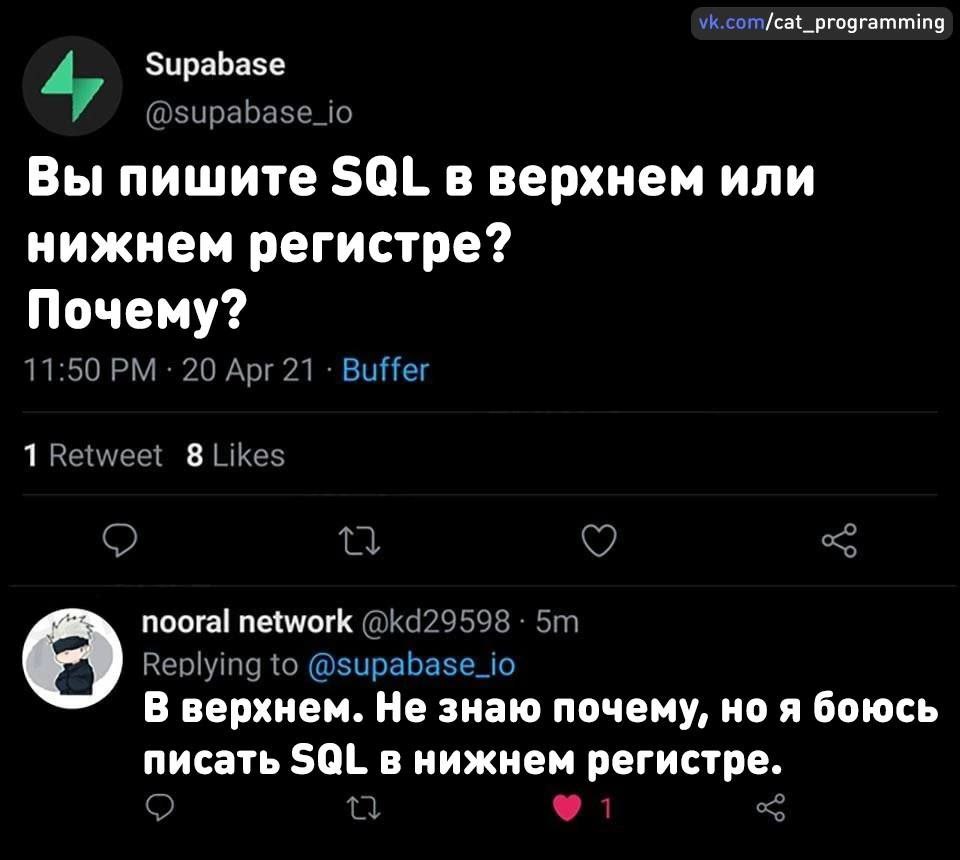 vk.com/cat_programming
Supabase
@supabase_io
Вы пишите SQL в верхнем или
нижнем регистре?
Почему?
11:50 PM · 20 Apr 21 · Buffer
1 Retweet 8 Likes
nooral network @kd29598 · 5m
Replying to @supabase_io
В верхнем. Не знаю почему, но я боюсь
писать SQL в нижнем регистре.
1